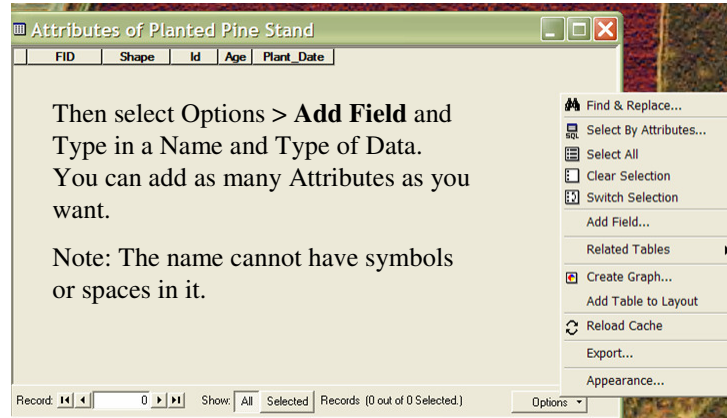 Attributes of Planted Pine Stand
FID Shape Id Age Plant_Date
Then select Options > Add Field and
Type in a Name and Type of Data.
You can add as many Attributes as you
want.
Note: The name cannot have symbols
or spaces in it.
Find & Replace...
SQL Select By Attributes...
Select All
Clear Selection
Switch Selection
Add Field...
Related Tables
Create Graph...
Add Table to Layout
Reload Cache
Export...
Appearance...
Record: 0 Show: All Selected Records (0 out of 0 Selected.) Options